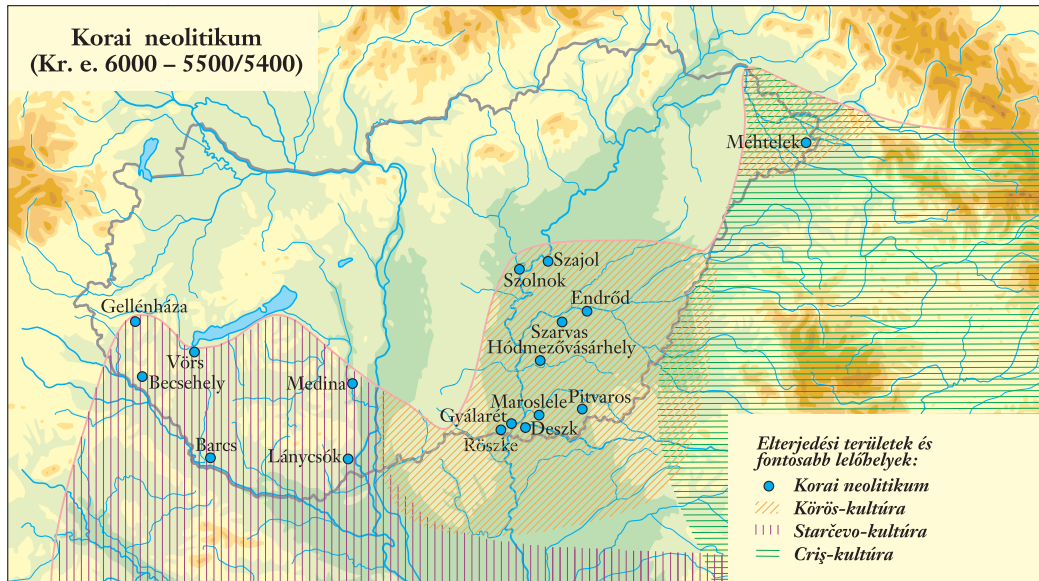 Korai neolitikum
(Kr. e. 6000 – 5500/5400)
Méhtelek
Szajol
Szolnok
Endrőd
Gellénháza
Szarvas
Hódmezővásárhely
Vörs
Becsehely
Medina
Maroslele
Pitvaros
Gyálarét
Deszk
Röszke
Barcs
Lánycsók
Elterjedési területek és
fontosabb lelőhelyek:
Korai neolitikum
Körös-kultúra
Starčevo-kultúra
Criş-kultúra